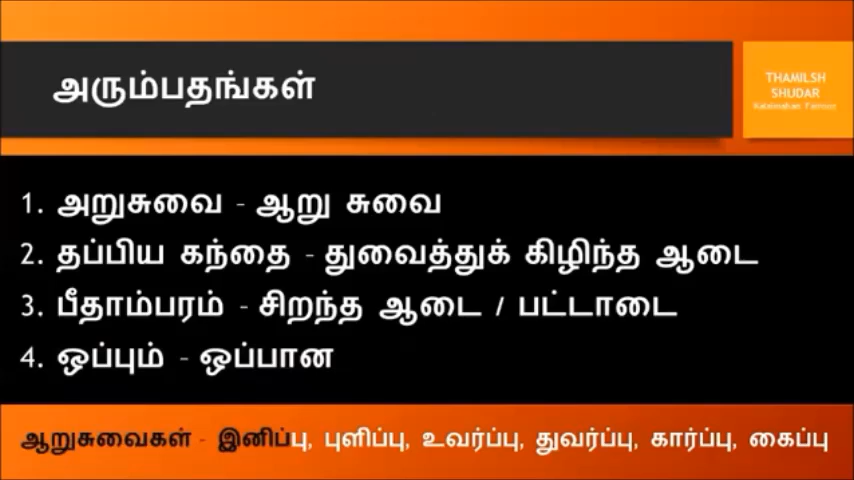 அரும்பதங்கள்
THAMILSH
SHUDAR
1. அறுசுவை - ஆறு சுவை
2. தப்பிய கந்தை - துவைத்துக் கிழிந்த ஆடை
3. பீதாம்பரம் - சிறந்த ஆடை / பட்டாடை
4. ஒப்பும் - ஒப்பான
ஆறுசுவைகள் - இனிப்பு, புளிப்பு, உவர்ப்பு, துவர்ப்பு, கார்ப்பு, கைப்பு